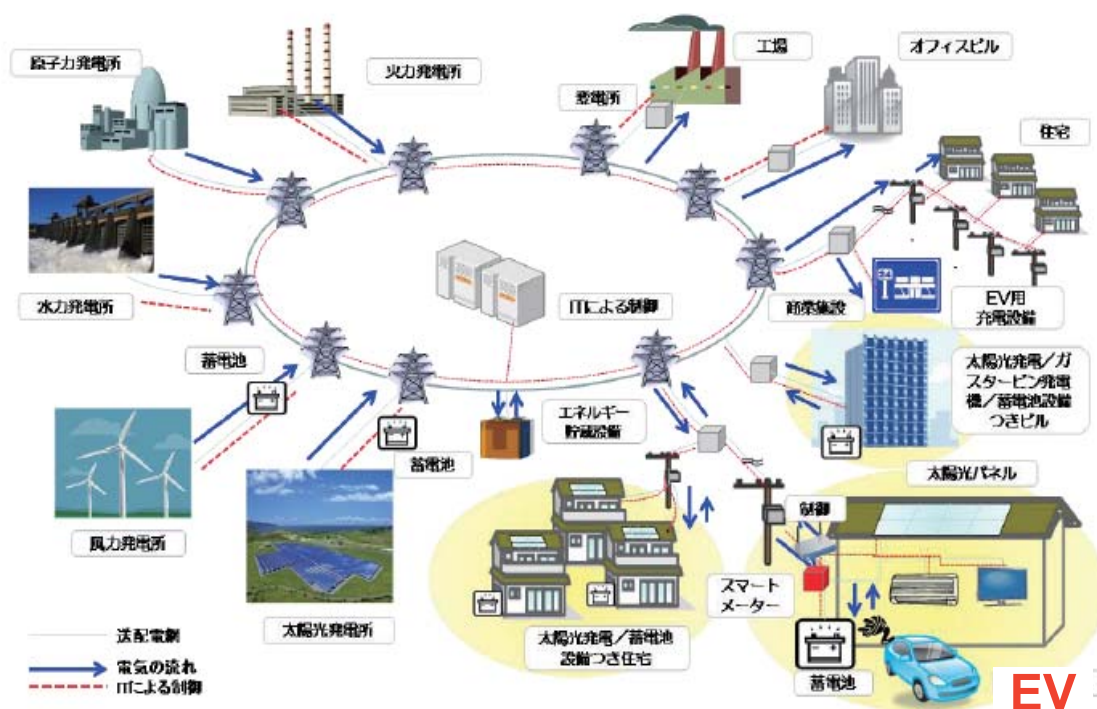 原子力発電所
火力発電所
変電所
工場
オフィスビル
住宅
水力発電所
ITによる制御
商業施設
EV用
充電設備
蓄電池
エネルギー
貯蔵設備
太陽光発電/ガ
スタービン発電
機/蓄電池設備
つきビル
蓄電池
太陽光パネル
風力発電所
制御
スマート
メーター
太陽光発電所
太陽光発電/蓄電池
設備つき住宅
蓄電池
送配電網
電気の流れ
ITによる制御
EV